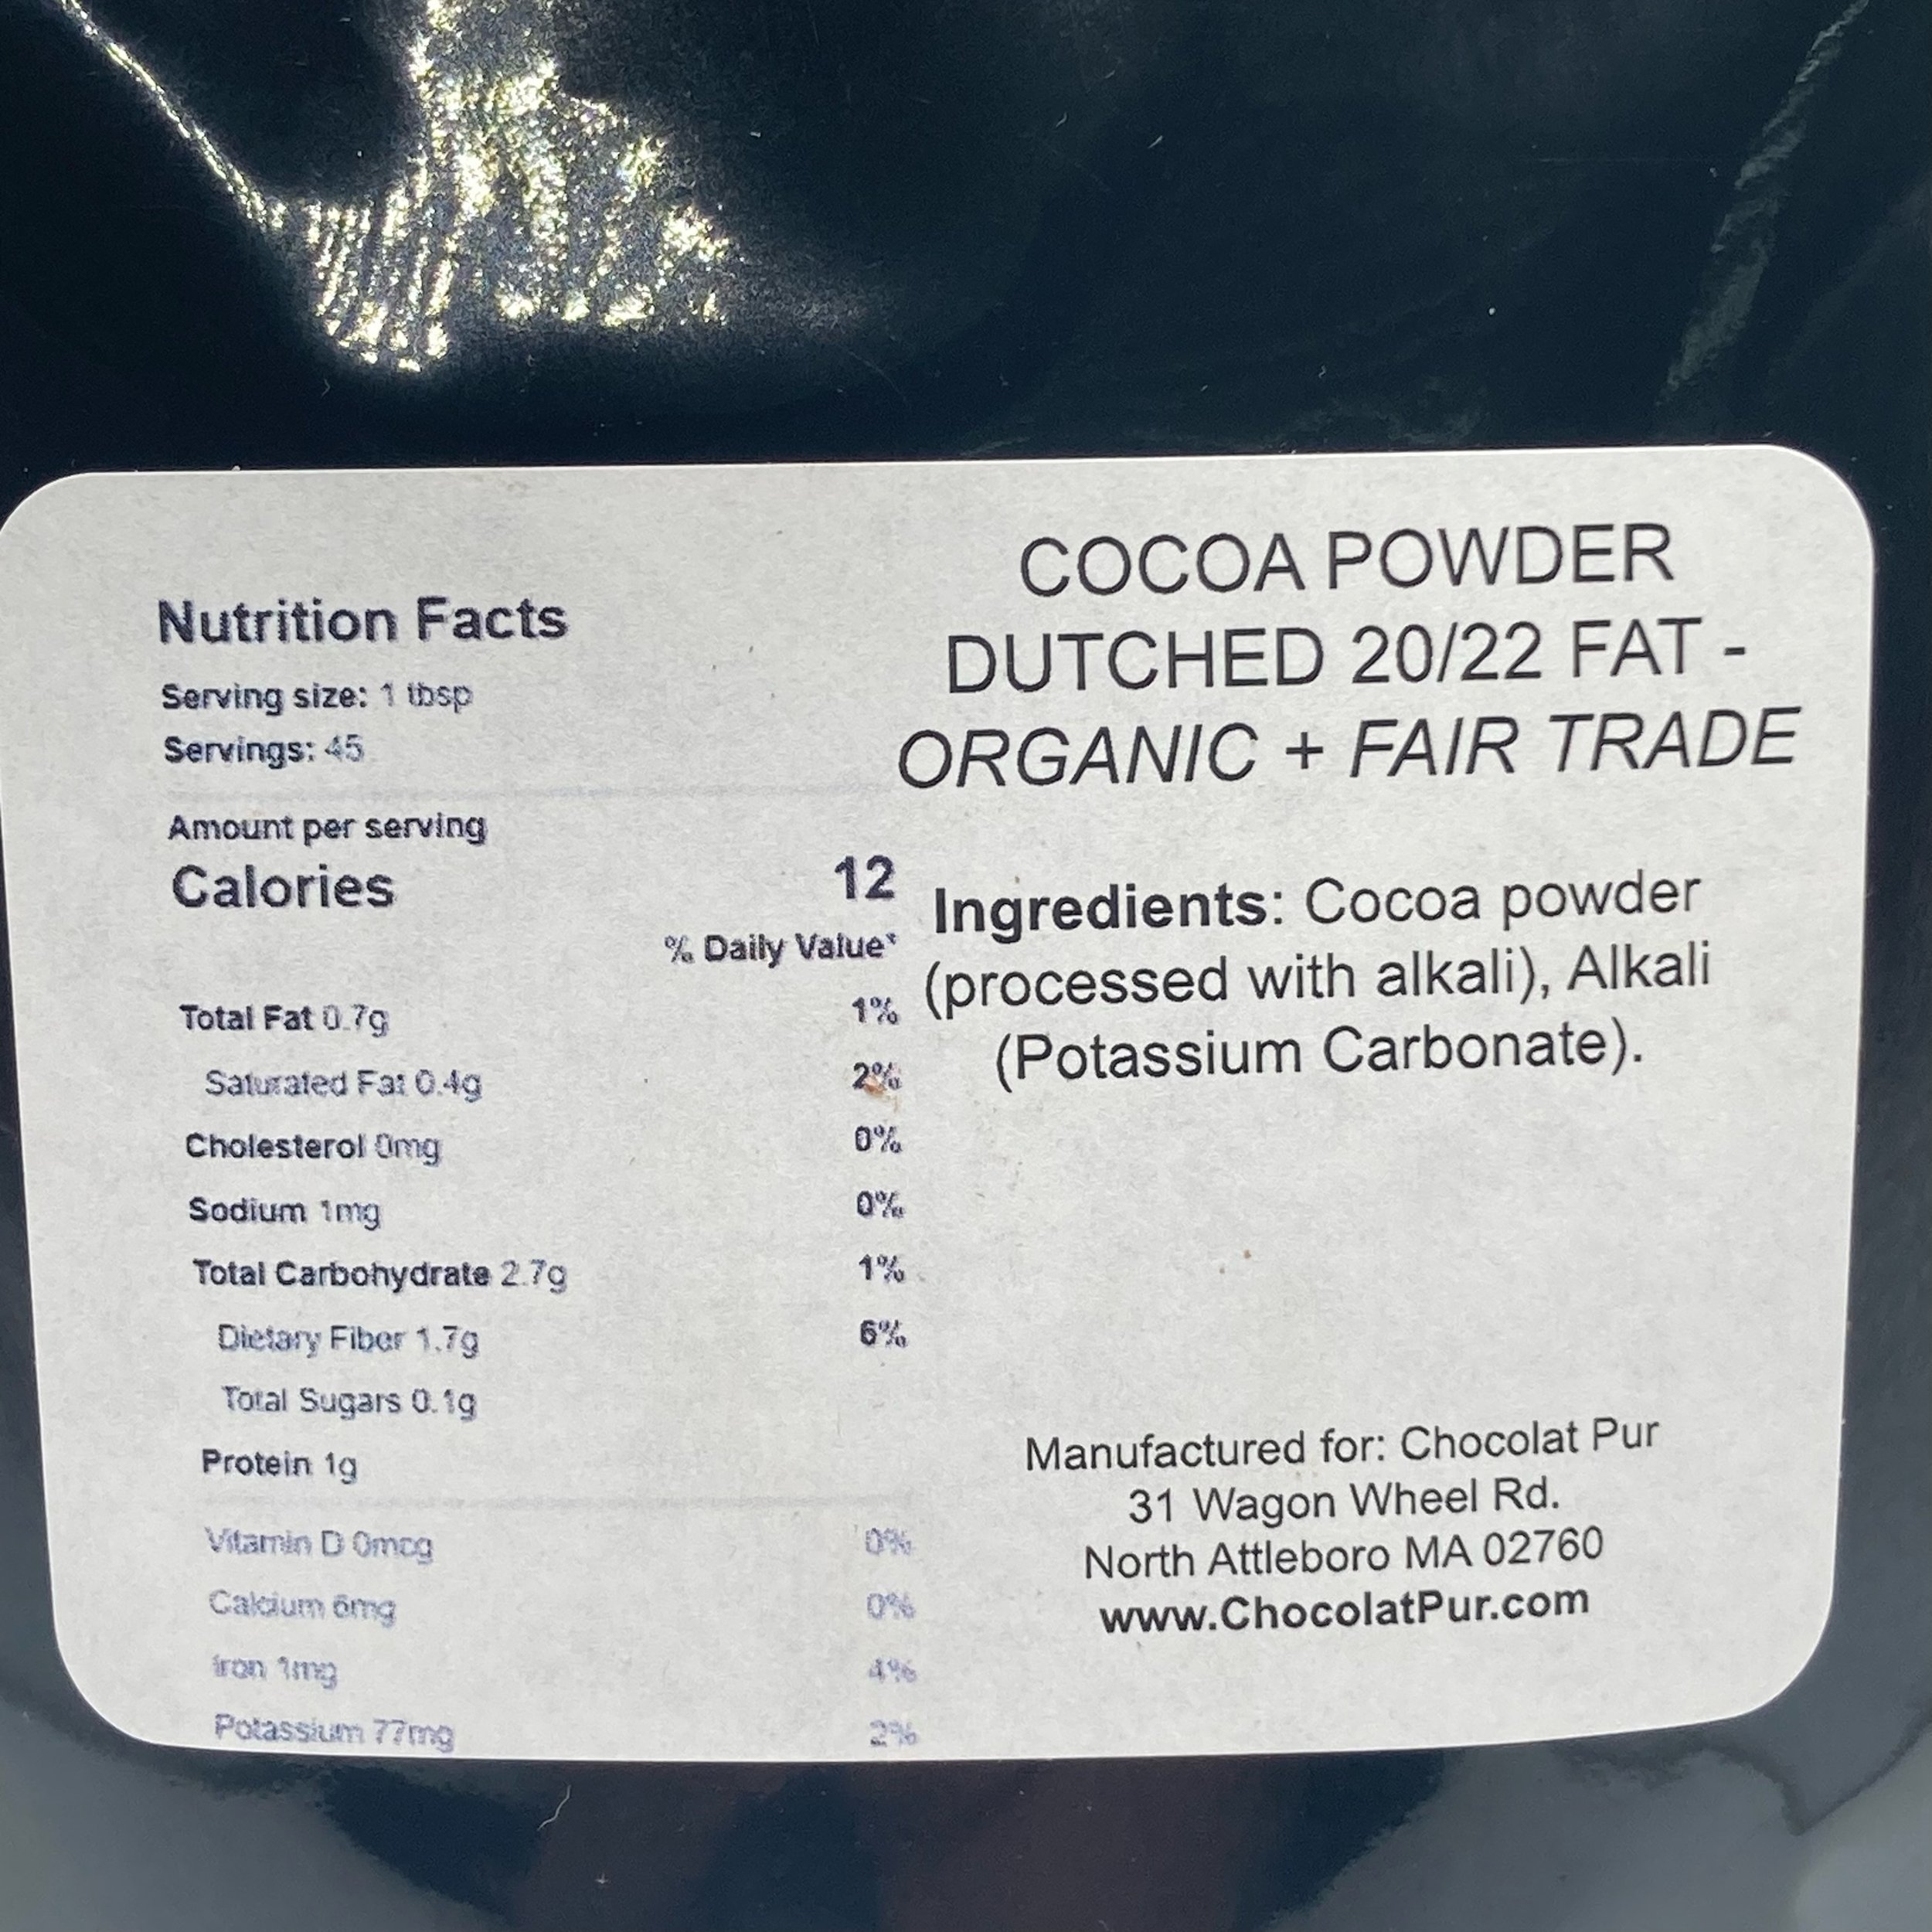 Nutrition Facts
Serving size: 1 tbsp
Servings: 45
Amount per serving
Calories 12
% Daily Value*
Total Fat 0.7g 1%
Saturated Fat 0.4g 2%
Cholesterol 0mg 0%
Sodium 1mg 0%
Total Carbohydrate 2.7g 1%
Dietary Fiber 1.7g 6%
Total Sugars 0.1g
Protein 1g
Vitamin D 0mcg 0%
Calcium 6mg 0%
Iron 1mg 4%
Potassium 77mg 2%
COCOA POWDER
DUTCHED 20/22 FAT -
ORGANIC + FAIR TRADE
Ingredients: Cocoa powder
(processed with alkali), Alkali
(Potassium Carbonate).
Manufactured for: Chocolat Pur
31 Wagon Wheel Rd.
North Attleboro MA 02760
www.ChocolatPur.com